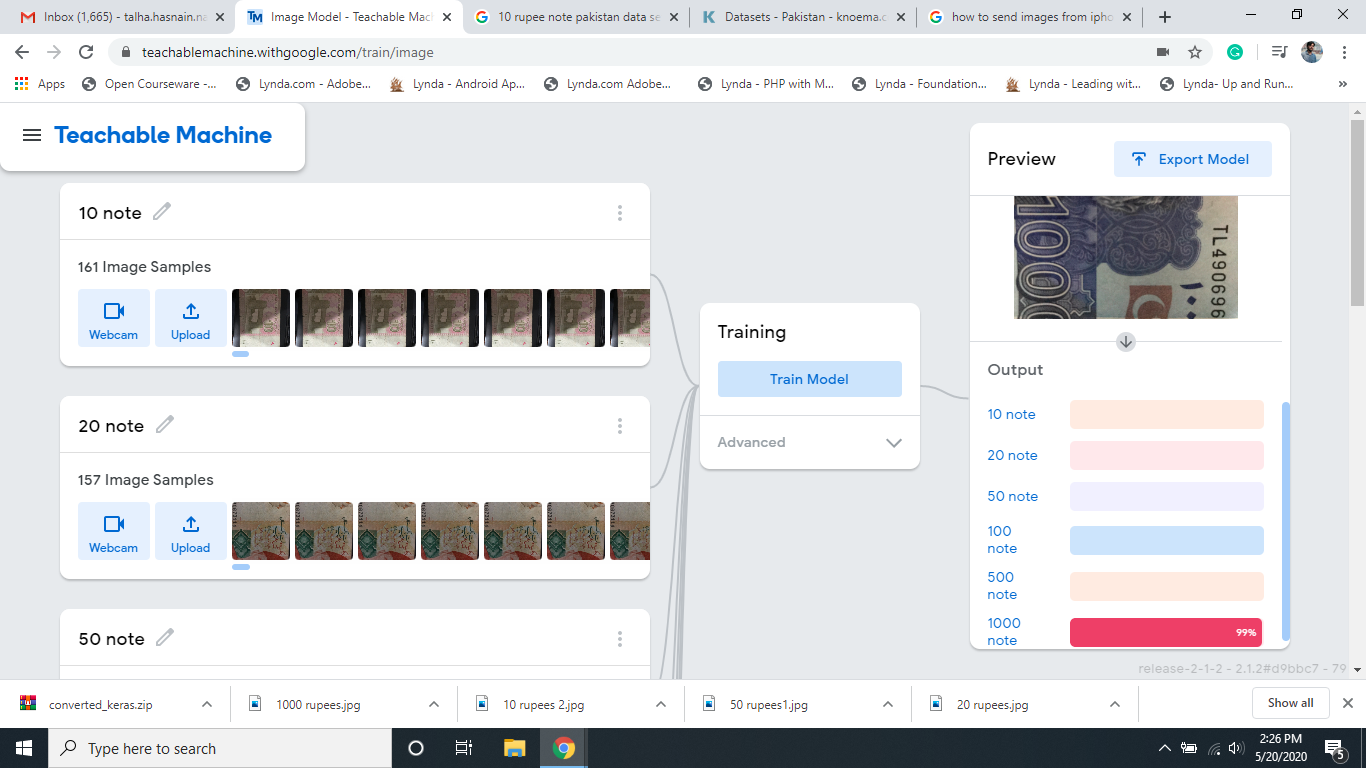 Inbox (1,665) - talha.hasnain.na
Image Model - Teachable Mac
10 rupee note pakistan data se
Datasets - Pakistan - knoema.c
how to send images from ipho
teachablemachine.withgoogle.com/train/image
Apps
Open Courseware -...
Lynda.com - Adobe...
Lynda - Android Ap...
Lynda.com Adobe...
Lynda - PHP with M...
Lynda - Foundation...
Lynda - Leading wit...
Lynda- Up and Run...
Teachable Machine
10 note
161 Image Samples
Webcam
Upload
20 note
157 Image Samples
Webcam
Upload
50 note
Training
Train Model
Advanced
Preview
Export Model
1000
TL490696
۱۰۰
Output
10 note
20 note
50 note
100
note
500
note
1000
note
99%
release-2-1-2 - 2.1.2#d9bbc7 - 79
converted_keras.zip
1000 rupees.jpg
10 rupees 2.jpg
50 rupees1.jpg
20 rupees.jpg
Show all
Type here to search
2:26 PM
5/20/2020
5